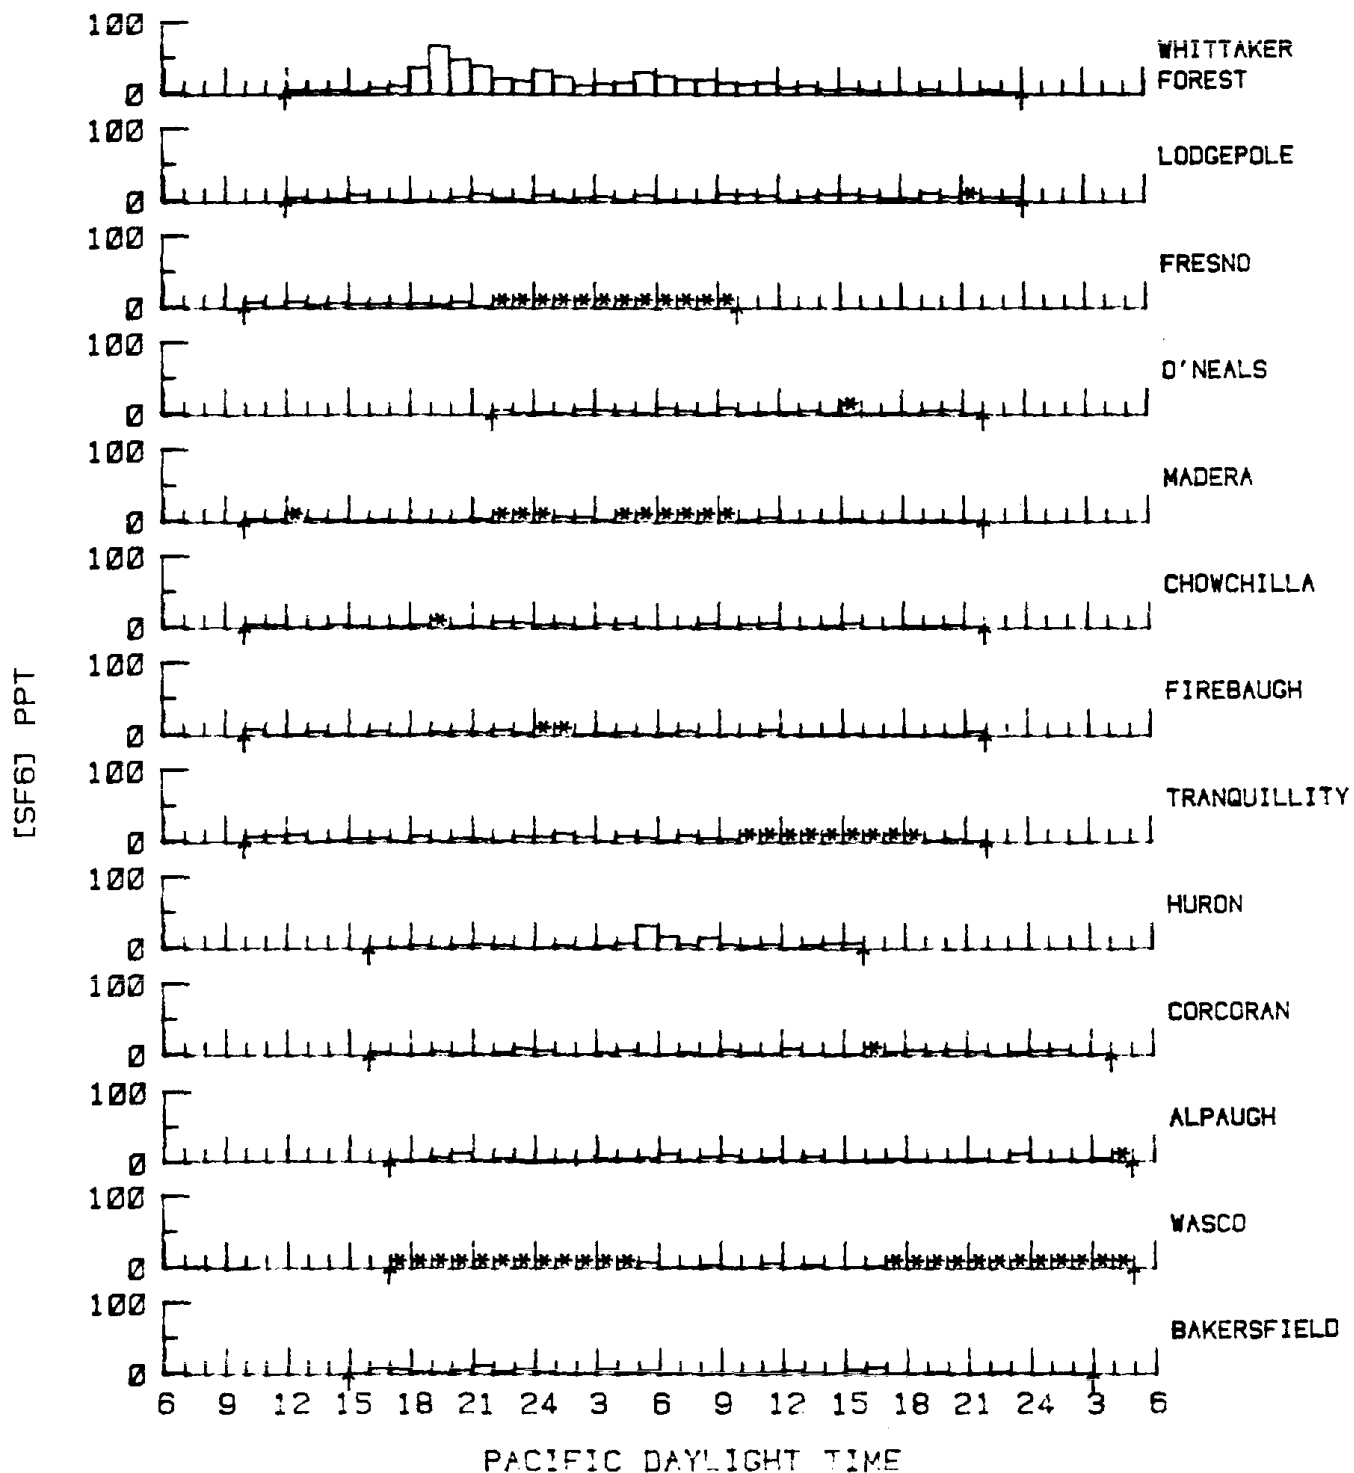 100
0
WHITTAKER
FOREST
100
0
LODGEPOLE
100
0
FRESNO
100
0
O'NEALS
100
0
MADERA
100
0
CHOWCHILLA
100
0
FIREBAUGH
100
0
TRANQUILLITY
100
0
HURON
100
0
CORCORAN
100
0
ALPAUGH
100
0
WASCO
100
0
BAKERSFIELD
[SF6] PPT
6 9 12 15 18 21 24 3 6 9 12 15 18 21 24 3 6
PACIFIC DAYLIGHT TIME